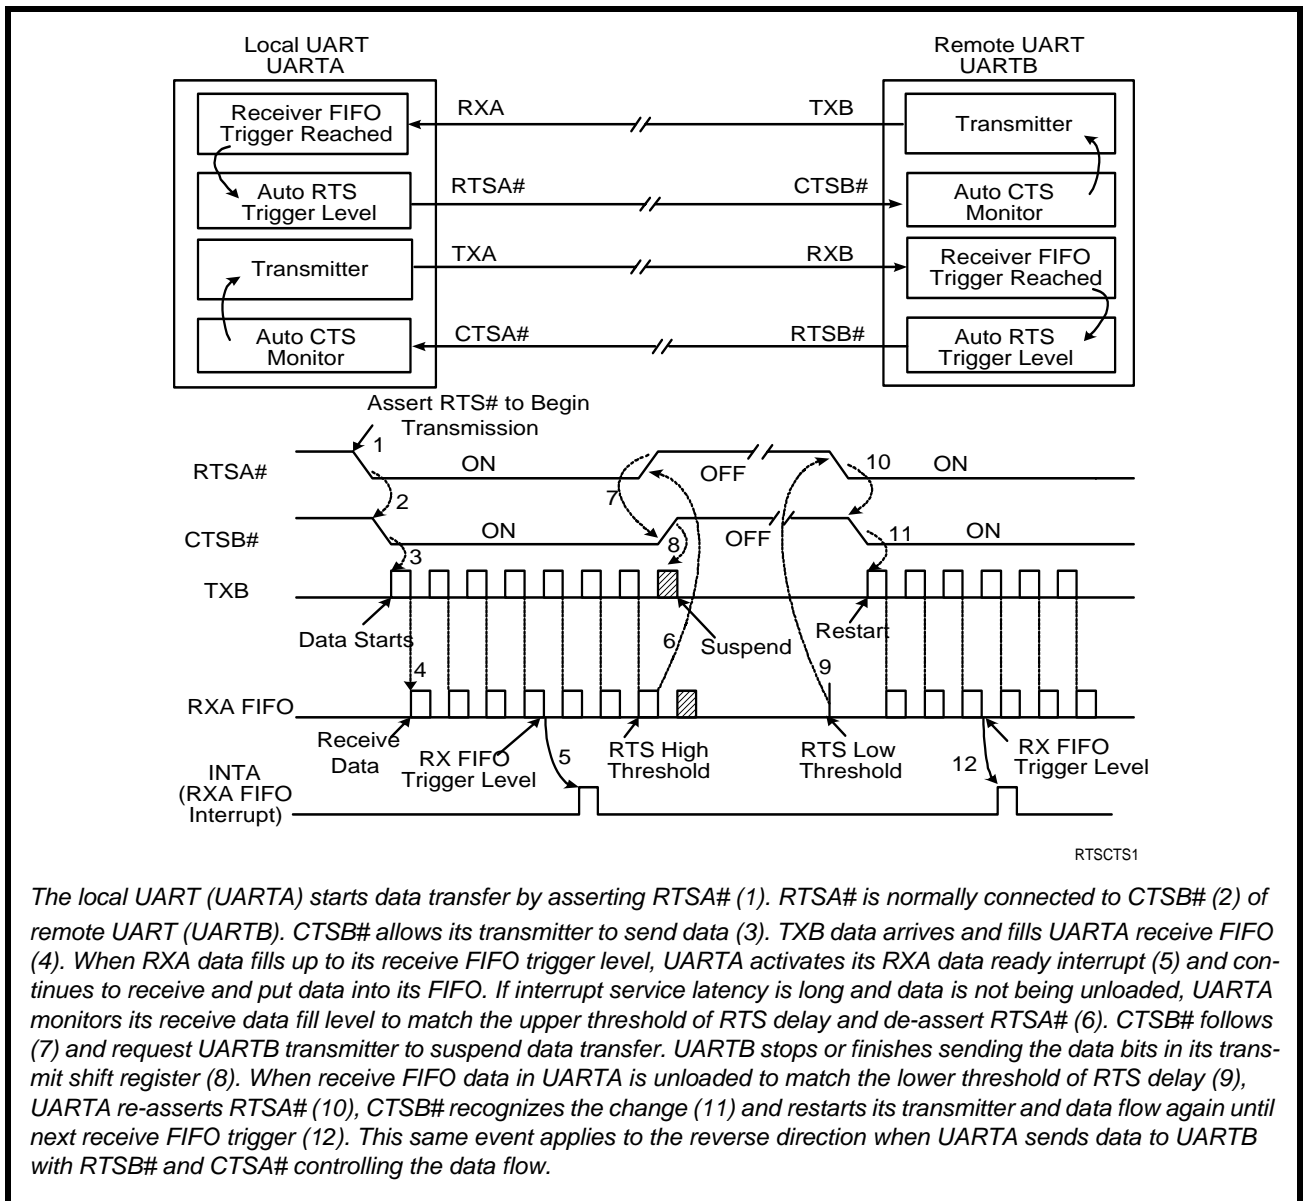 Local UART
UARTA
Remote UART
UARTB
Receiver FIFO
Trigger Reached
RXA
TXB
Transmitter
Auto RTS
Trigger Level
RTSA#
CTSB#
Auto CTS
Monitor
Transmitter
TXA
RXB
Receiver FIFO
Trigger Reached
Auto CTS
Monitor
CTSA#
RTSB#
Auto RTS
Trigger Level
Assert RTS# to Begin
Transmission
RTSA#
1
ON
OFF
10
ON
2
7
CTSB#
ON
OFF
11
ON
3
8
TXB
Data Starts
6
Suspend
Restart
4
9
RXA FIFO
Receive
Data
RX FIFO
Trigger Level
5
RTS High
Threshold
RTS Low
Threshold
12
RX FIFO
Trigger Level
INTA
(RXA FIFO
Interrupt)
RTSCTS1
The local UART (UARTA) starts data transfer by asserting RTSA# (1). RTSA# is normally connected to CTSB# (2) of
remote UART (UARTB). CTSB# allows its transmitter to send data (3). TXB data arrives and fills UARTA receive FIFO
(4). When RXA data fills up to its receive FIFO trigger level, UARTA activates its RXA data ready interrupt (5) and con-
tinues to receive and put data into its FIFO. If interrupt service latency is long and data is not being unloaded, UARTA
monitors its receive data fill level to match the upper threshold of RTS delay and de-assert RTSA# (6). CTSB# follows
(7) and request UARTB transmitter to suspend data transfer. UARTB stops or finishes sending the data bits in its trans-
mit shift register (8). When receive FIFO data in UARTA is unloaded to match the lower threshold of RTS delay (9),
UARTA re-asserts RTSA# (10), CTSB# recognizes the change (11) and restarts its transmitter and data flow again until
next receive FIFO trigger (12). This same event applies to the reverse direction when UARTA sends data to UARTB
with RTSB# and CTSA# controlling the data flow.